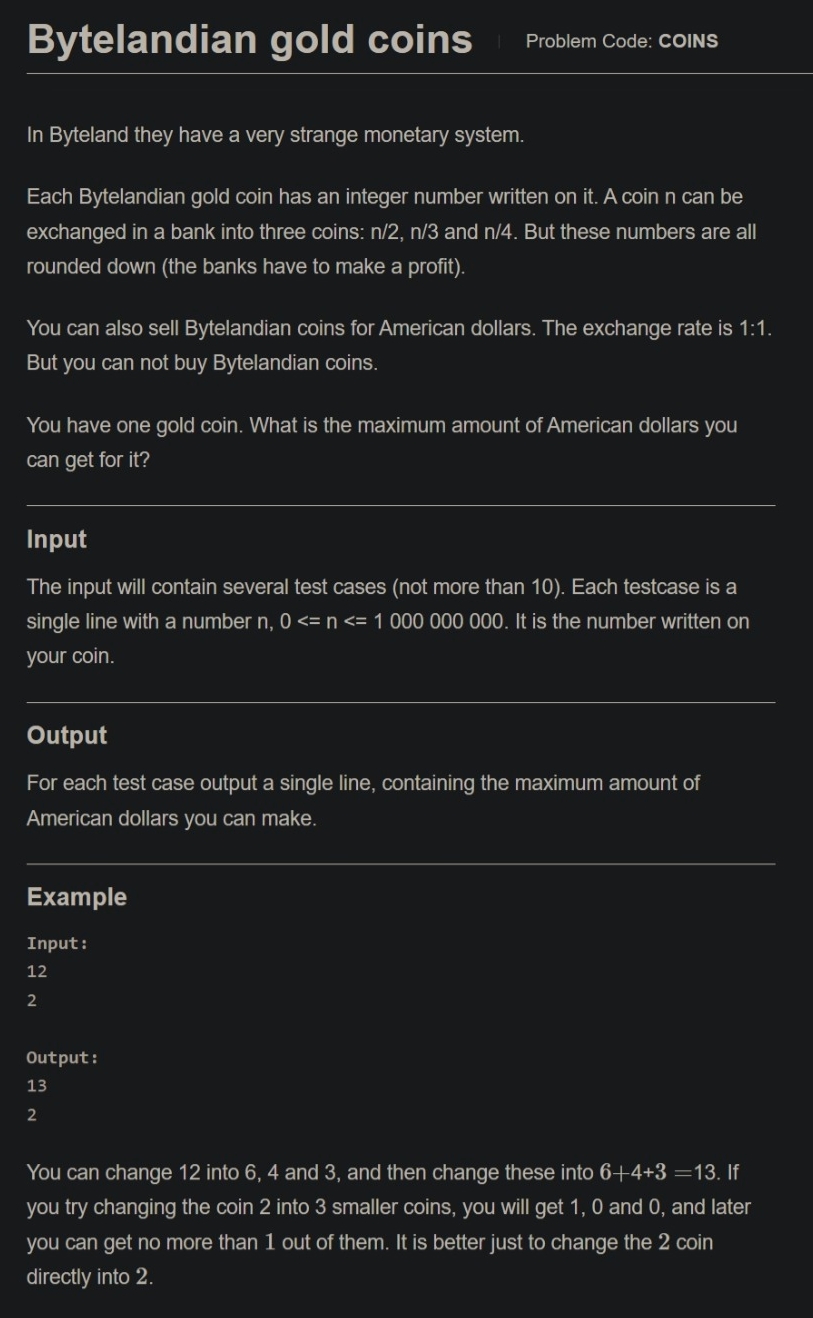 Bytelandian gold coins | Problem Code: COINS
In Byteland they have a very strange monetary system.
Each Bytelandian gold coin has an integer number written on it. A coin n can be
exchanged in a bank into three coins: n/2, n/3 and n/4. But these numbers are all
rounded down (the banks have to make a profit).
You can also sell Bytelandian coins for American dollars. The exchange rate is 1:1.
But you can not buy Bytelandian coins.
You have one gold coin. What is the maximum amount of American dollars you
can get for it?
Input
The input will contain several test cases (not more than 10). Each testcase is a
single line with a number n, 0 <= n <= 1 000 000 000. It is the number written on
your coin.
Output
For each test case output a single line, containing the maximum amount of
American dollars you can make.
Example
Input:
12
2
Output:
13
2
You can change 12 into 6, 4 and 3, and then change these into 6+4+3 =13. If
you try changing the coin 2 into 3 smaller coins, you will get 1, 0 and 0, and later
you can get no more than 1 out of them. It is better just to change the 2 coin
directly into 2.